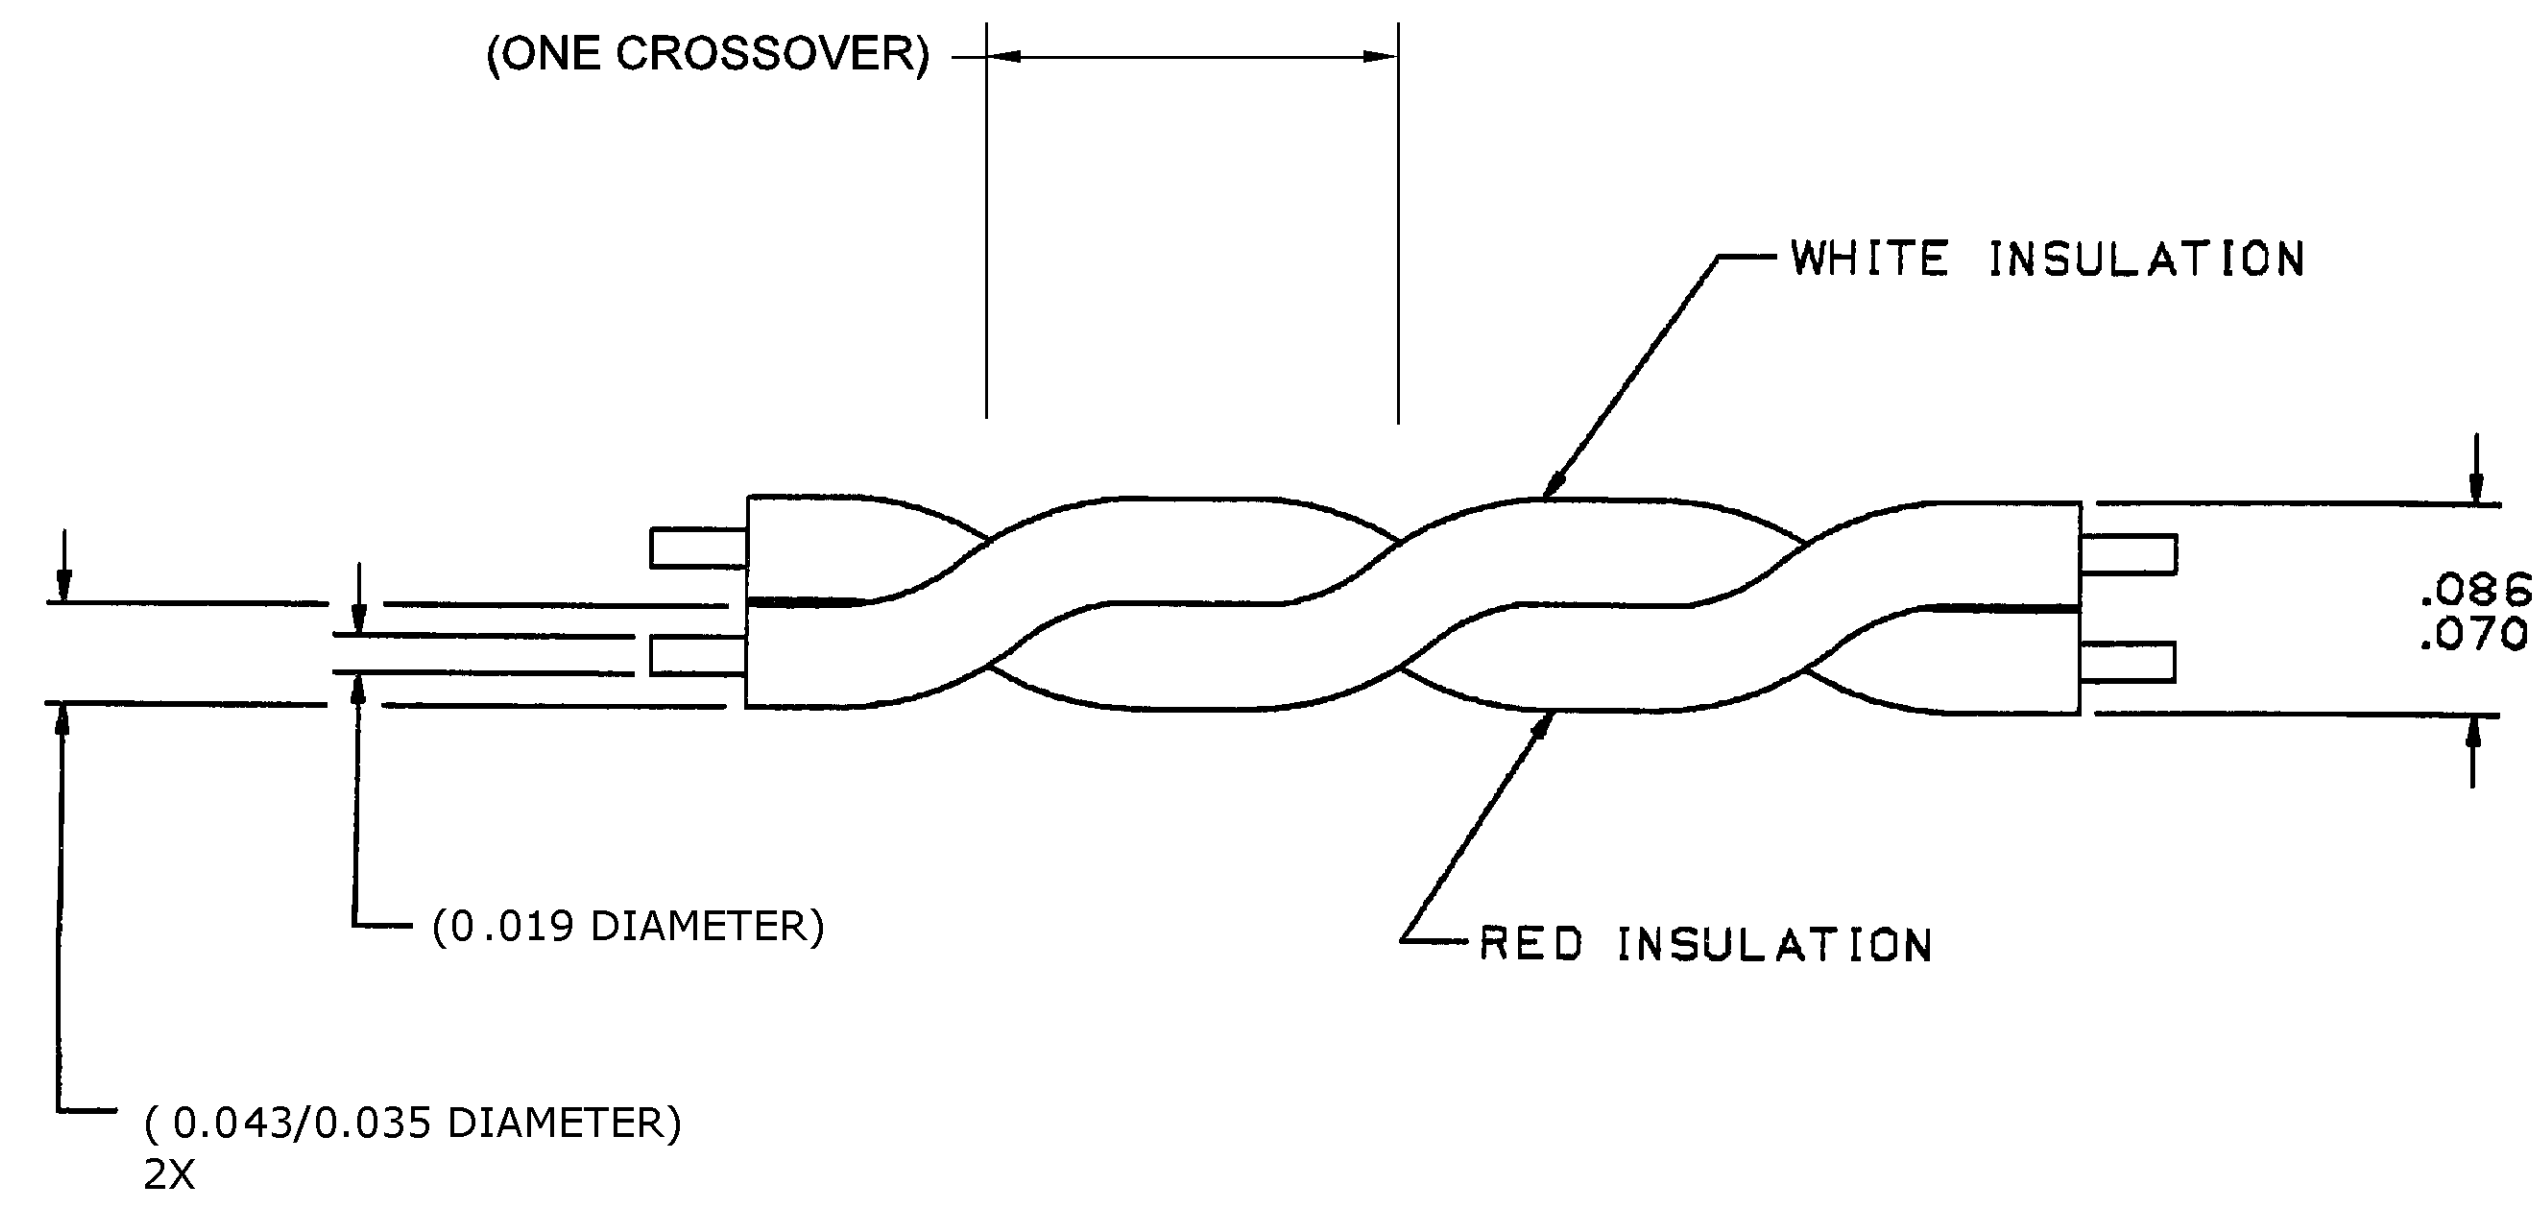 (ONE CROSSOVER)
WHITE INSULATION
.086
.070
(0.019 DIAMETER)
RED INSULATION
( 0.043/0.035 DIAMETER)
2X